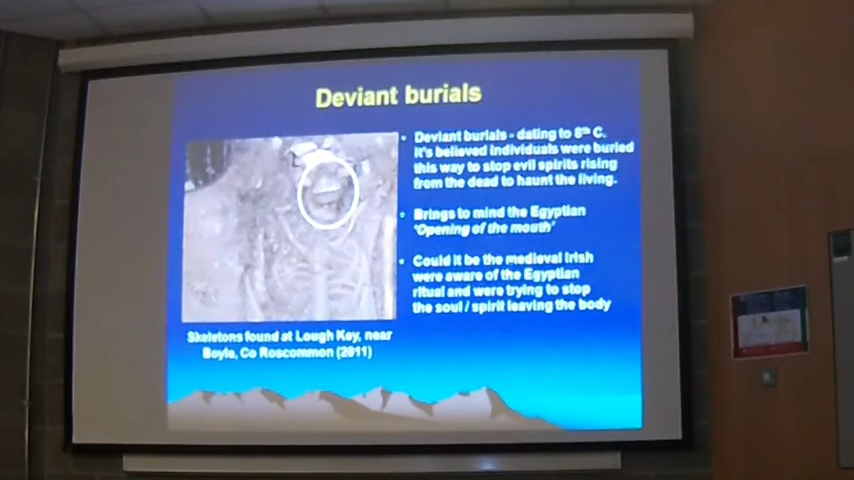 Deviant burials
Deviant burials - dating to 8th C.
it's believed individuals were buried
this way to stop evil spirits rising
from the dead to haunt the living.
Brings to mind the Egyptian
'Opening of the mouth'
Could it be the medieval Irish
were aware of the Egyptian
ritual and were trying to stop
the soul / spirit leaving the body
Skeletons found at Lough Key, near
Boyle, Co Roscommon (2011)